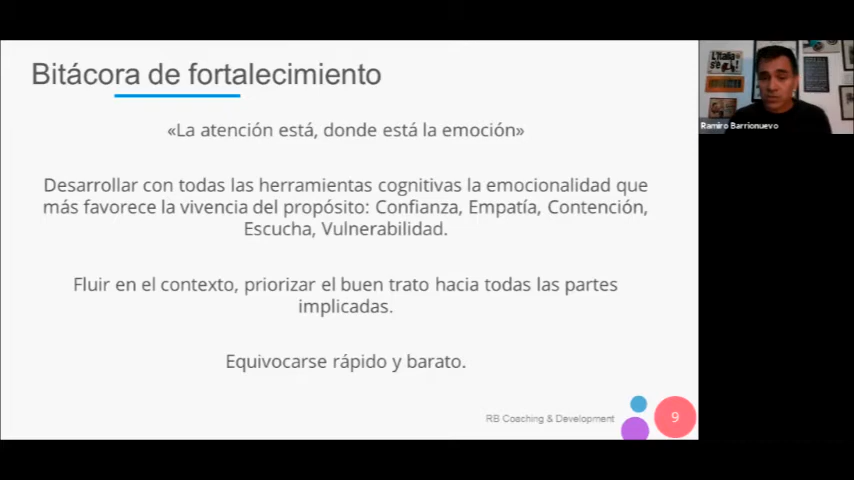 Bitácora de fortalecimiento
«La atención está, donde está la emoción»
Desarrollar con todas las herramientas cognitivas la emocionalidad que
más favorece la vivencia del propósito: Confianza, Empatía, Contención,
Escucha, Vulnerabilidad.
Fluir en el contexto, priorizar el buen trato hacia todas las partes
implicadas.
Equivocarse rápido y barato.
RB Coaching & Development
9
L'Italia
Ramiro Barrionuevo